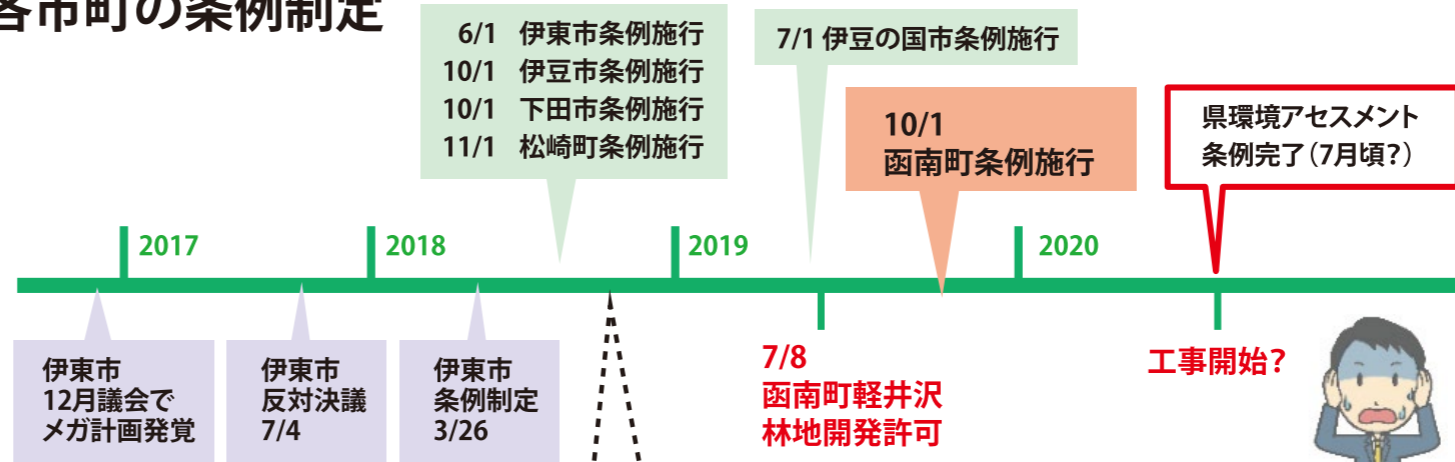 各市町の条例制定
6/1 伊東市条例施行
10/1 伊豆市条例施行
10/1 下田市条例施行
11/1 松崎町条例施行
7/1 伊豆の国市条例施行
10/1
函南町条例施行
県環境アセスメント
条例完了(7月頃?)
2017
2018
2019
2020
伊東市
12月議会で
メガ計画発覚
伊東市
反対決議
7/4
伊東市
条例制定
3/26
7/8
函南町軽井沢
林地開発許可
工事開始?